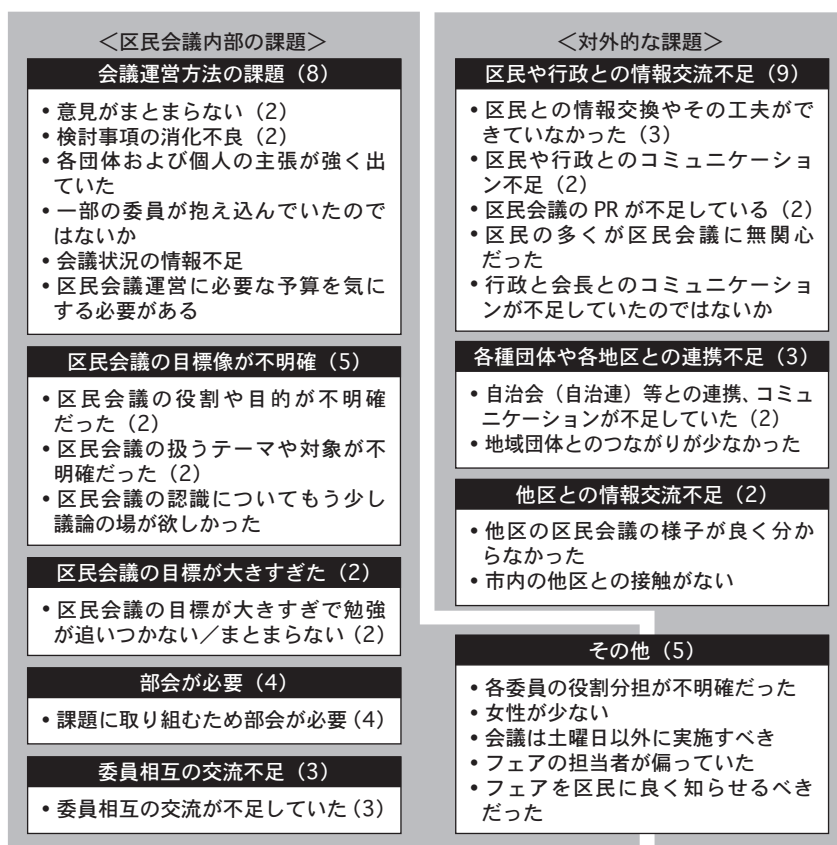 ＜区民会議内部の課題＞
会議運営方法の課題（8）
• 意見がまとまらない（2）
• 検討事項の消化不良（2）
• 各団体および個人の主張が強く出
ていた
• 一部の委員が抱え込んでいたので
はないか
• 会議状況の情報不足
• 区民会議運営に必要な予算を気に
する必要がある
区民会議の目標像が不明確（5）
• 区民会議の役割や目的が不明確
だった（2）
• 区民会議の扱うテーマや対象が不
明確だった（2）
• 区民会議の認識についてもう少し
議論の場が欲しかった
区民会議の目標が大きすぎた（2）
• 区民会議の目標が大きすぎで勉強
が追いつかない／まとまらない（2）
部会が必要（4）
• 課題に取り組むため部会が必要（4）
委員相互の交流不足（3）
• 委員相互の交流が不足していた（3）
＜対外的な課題＞
区民や行政との情報交流不足（9）
• 区民との情報交換やその工夫がで
きていなかった（3）
• 区民や行政とのコミュニケーショ
ン不足（2）
• 区民会議の PR が不足している（2）
• 区民の多くが区民会議に無関心
だった
• 行政と会長とのコミュニケーショ
ンが不足していたのではないか
各種団体や各地区との連携不足（3）
• 自治会（自治連）等との連携、コミュ
ニケーションが不足していた（2）
• 地域団体とのつながりが少なかった
他区との情報交流不足（2）
• 他区の区民会議の様子が良く分か
らなかった
• 市内の他区との接触がない
その他（5）
• 各委員の役割分担が不明確だった
• 女性が少ない
• 会議は土曜日以外に実施すべき
• フェアの担当者が偏っていた
• フェアを区民に良く知らせるべき
だった